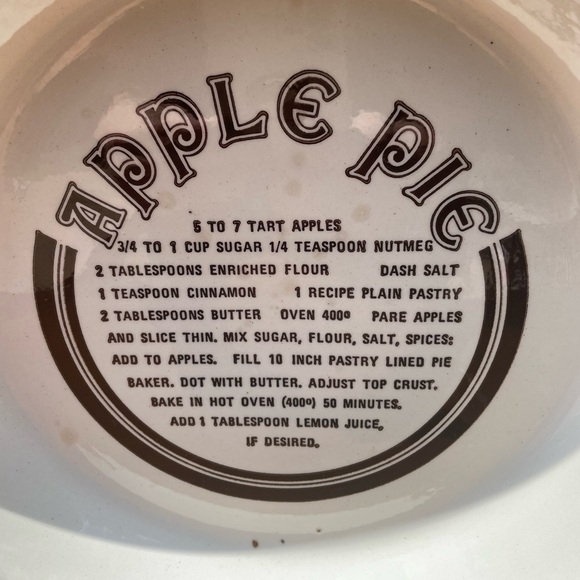 APPLE PIE
5 TO 7 TART APPLES
3/4 TO 1 CUP SUGAR 1/4 TEASPOON NUTMEG
2 TABLESPOONS ENRICHED FLOUR DASH SALT
1 TEASPOON CINNAMON 1 RECIPE PLAIN PASTRY
2 TABLESPOONS BUTTER OVEN 400º PARE APPLES
AND SLICE THIN. MIX SUGAR, FLOUR, SALT, SPICES:
ADD TO APPLES. FILL 10 INCH PASTRY LINED PIE
BAKER. DOT WITH BUTTER. ADJUST TOP CRUST.
BAKE IN HOT OVEN (400º) 50 MINUTES.
ADD 1 TABLESPOON LEMON JUICE,
IF DESIRED.